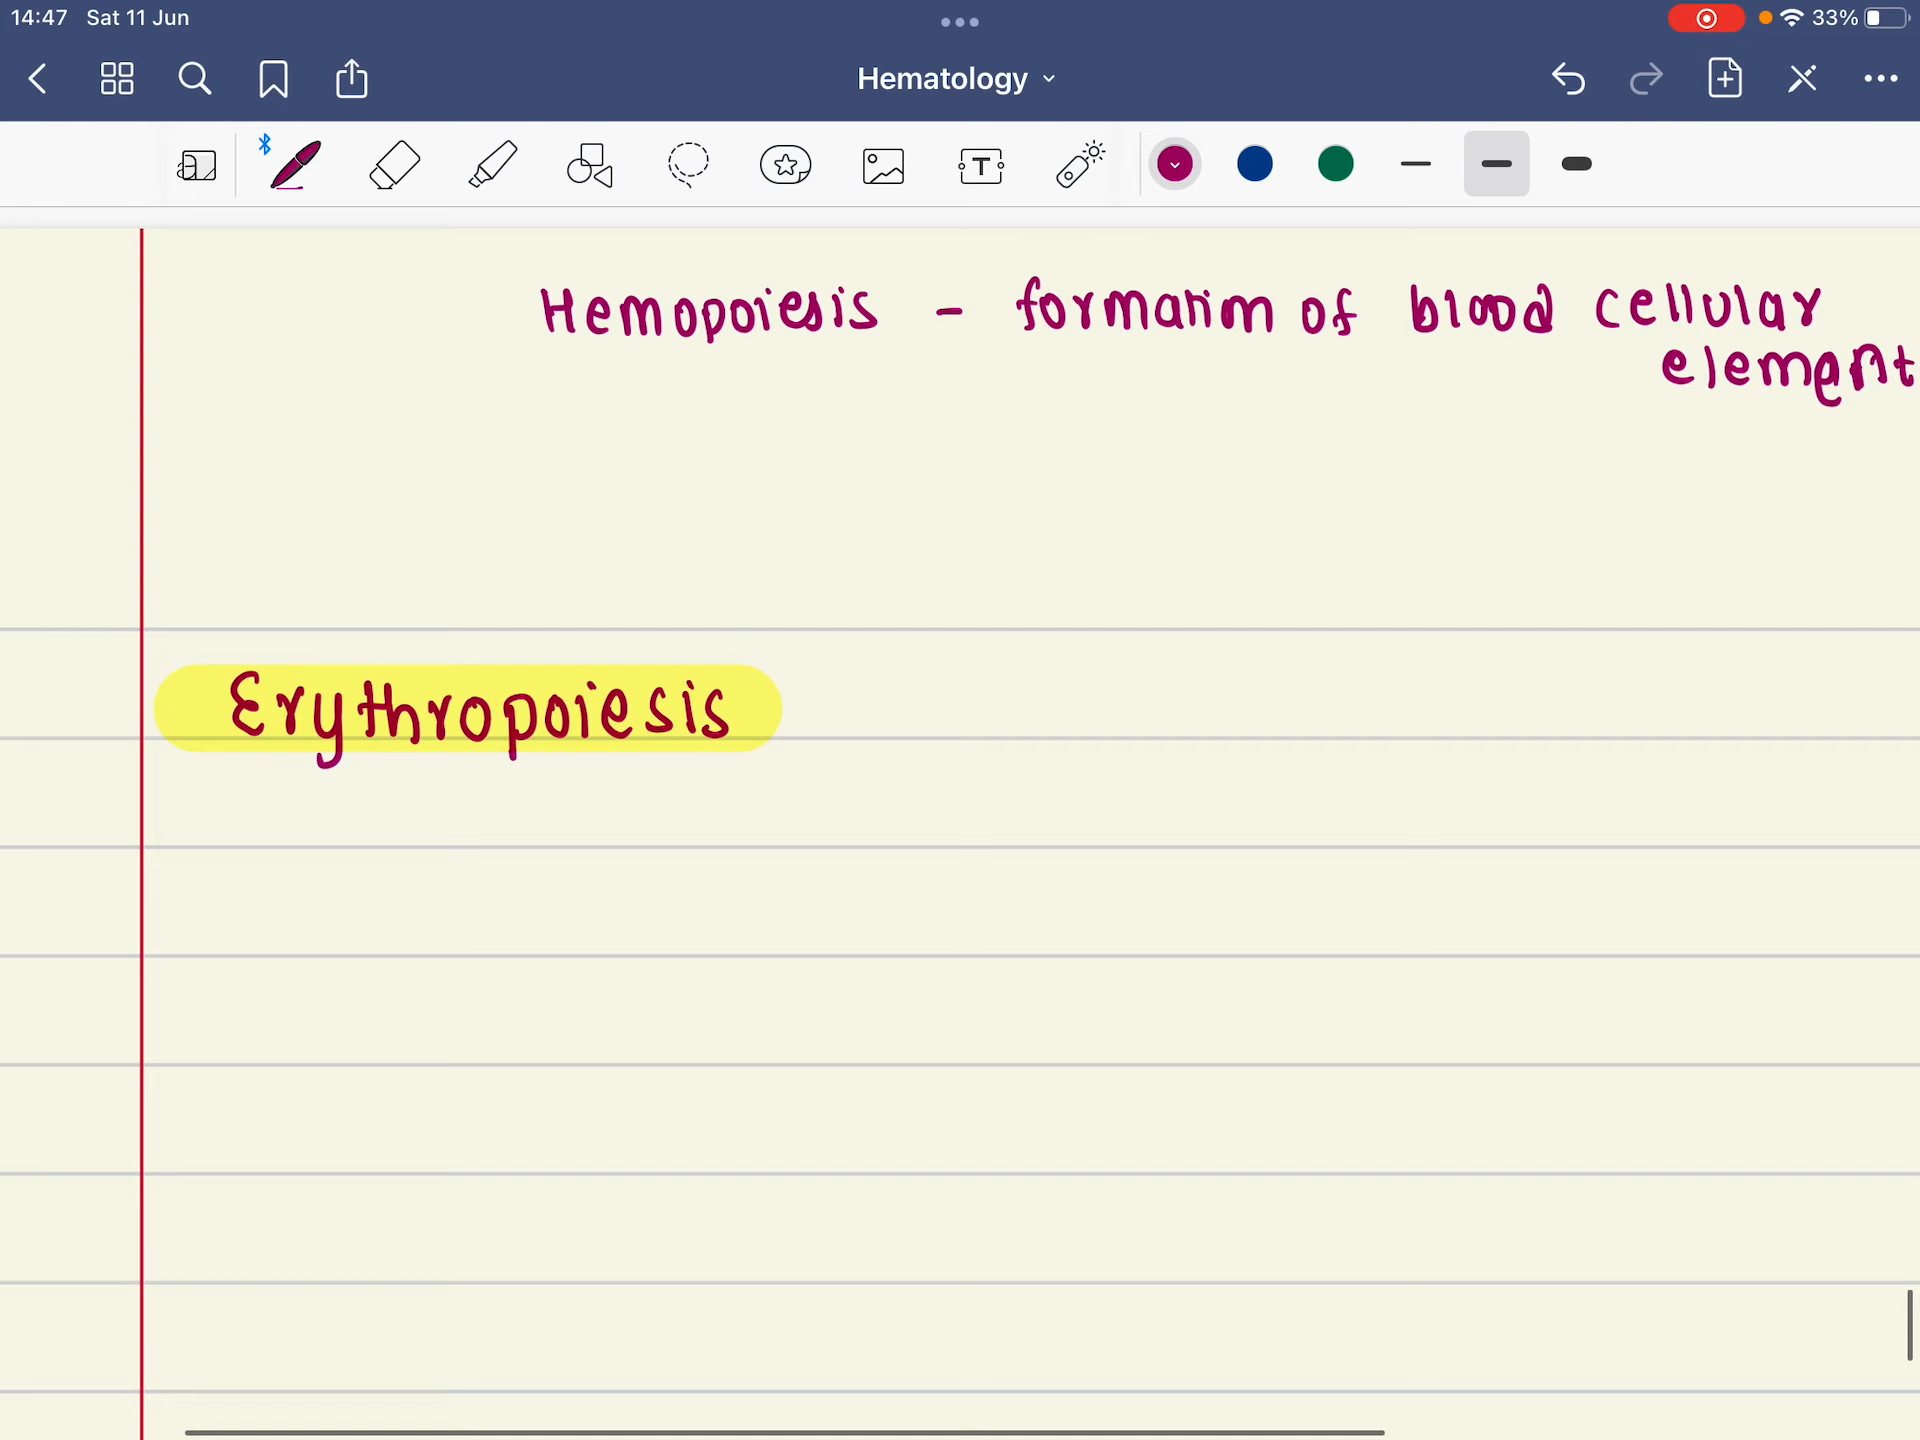 14:47 Sat 11 Jun
33%
Hematology
T
Hemopoiesis - formation of blood cellular
element
Erythropoiesis